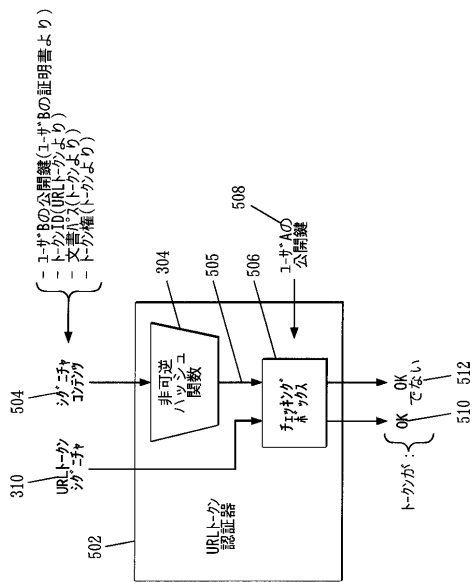 - ユーザBの公開鍵(ユーザBの証明書より)
- トークンID(URLトークンより)
- 文書パス(トークンより)
- トークン権(トークンより)
504
シグニチャ
コンテンツ
310
URLトークン
シグニチャ
502
304
非可逆
ハッシュ
関数
505
508
ユーザAの
公開鍵
506
チェッキング
ボックス
URLトークン
認証器
トークンが:
OK
510
OK
でない
512